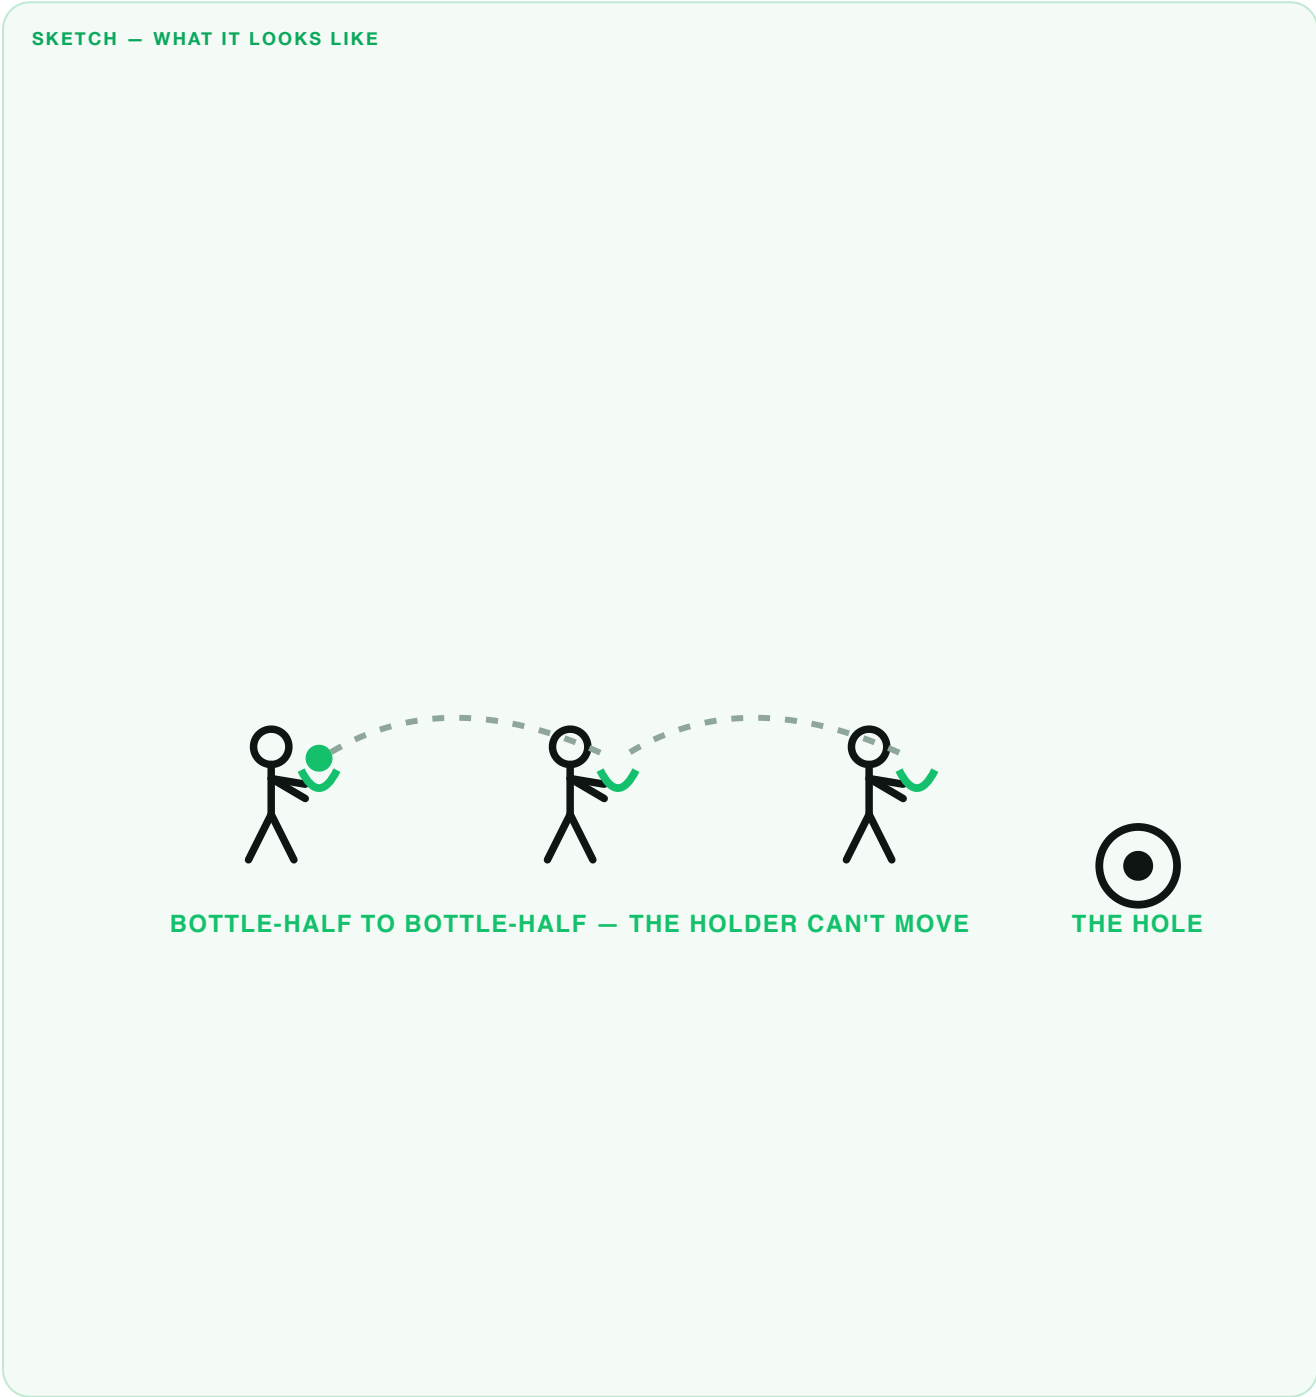 SKETCH — WHAT IT LOOKS LIKE
BOTTLE-HALF TO BOTTLE-HALF — THE HOLDER CAN'T MOVE
THE HOLE